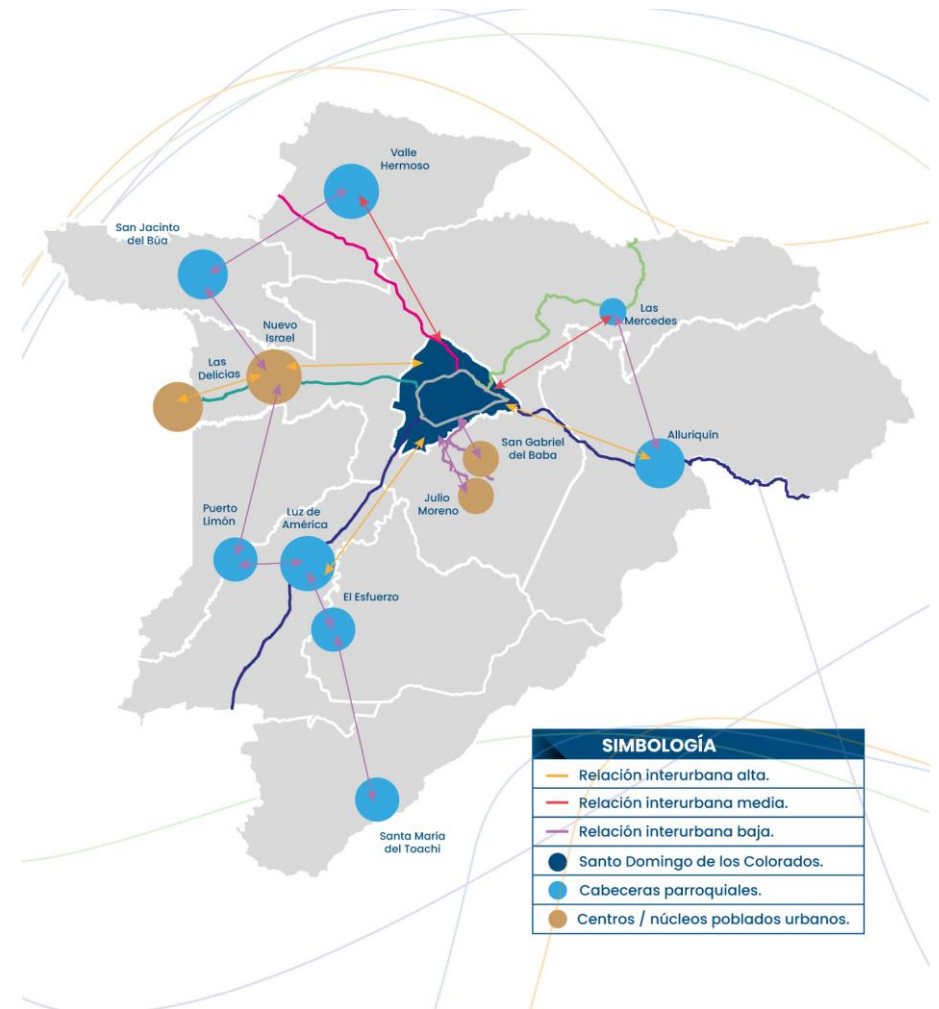 Valle
Hermoso
San Jacinto
del Búa
Nuevo
Israel
Las
Mercedes
Las
Delicias
San Gabriel
del Baba
Alluriquín
Julio
Moreno
Puerto
Limón
Luz de
América
El Esfuerzo
Santa María
del Toachi
SIMBOLOGÍA
Relación interurbana alta.
Relación interurbana media.
Relación interurbana baja.
Santo Domingo de los Colorados.
Cabeceras parroquiales.
Centros / núcleos poblados urbanos.